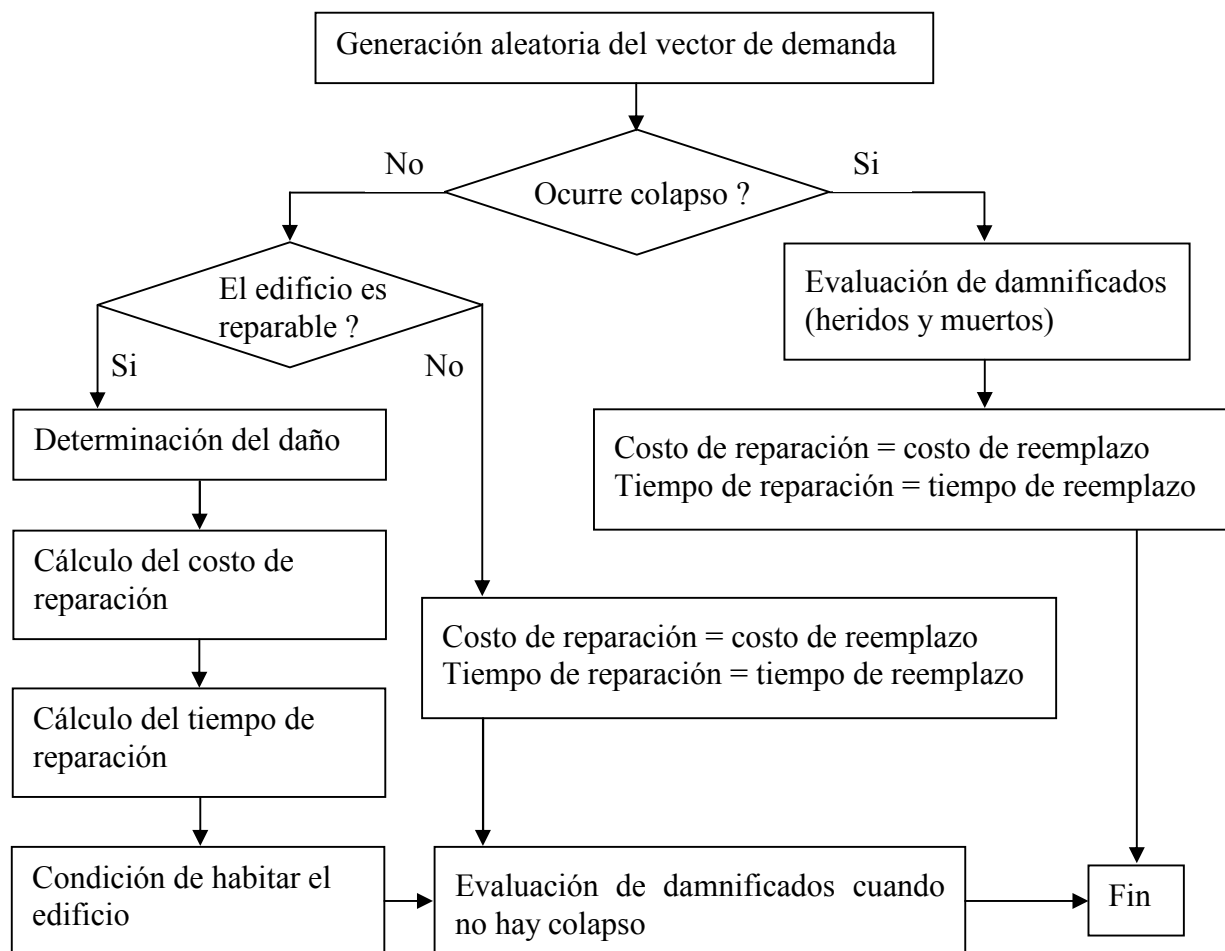 Generación aleatoria del vector de demanda
No
Si
Ocurre colapso ?
El edificio es
reparable ?
Evaluación de damnificados
(heridos y muertos)
Si
No
Determinación del daño
Costo de reparación = costo de reemplazo
Tiempo de reparación = tiempo de reemplazo
Cálculo del costo de
reparación
Costo de reparación = costo de reemplazo
Tiempo de reparación = tiempo de reemplazo
Cálculo del tiempo de
reparación
Condición de habitar el
edificio
Evaluación de damnificados cuando
no hay colapso
Fin